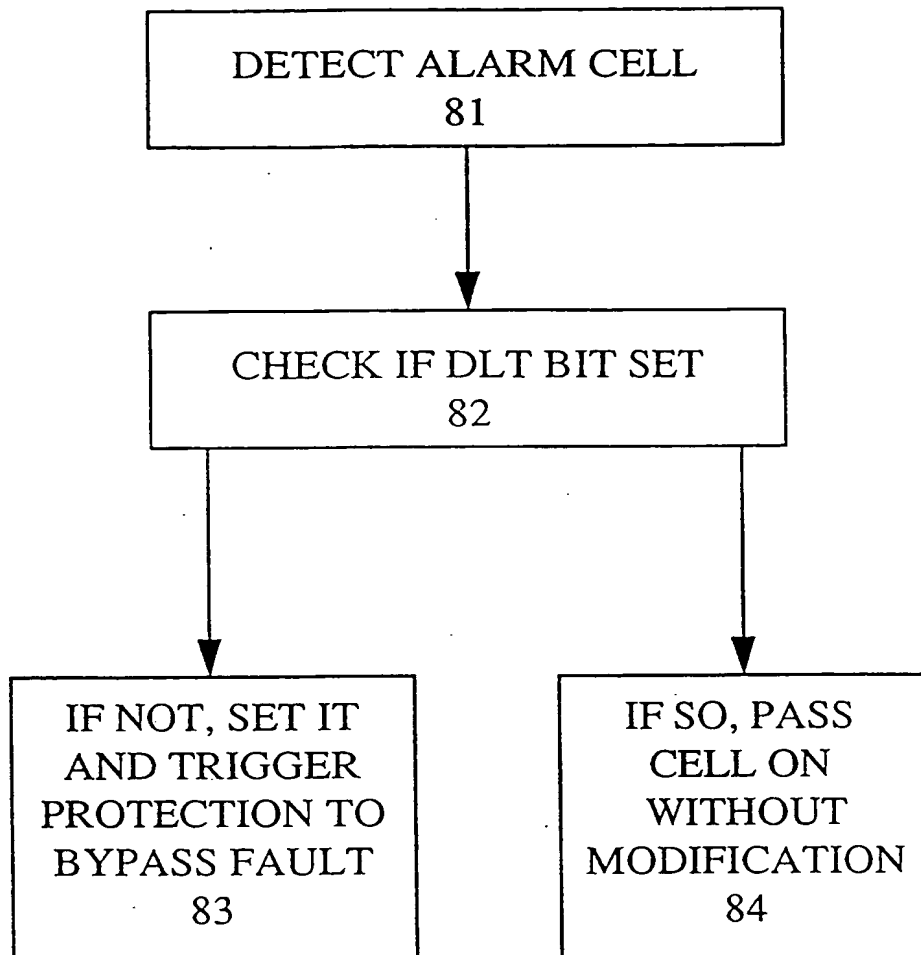 DETECT ALARM CELL
81
CHECK IF DLT BIT SET
82
IF NOT, SET IT
AND TRIGGER
PROTECTION TO
BYPASS FAULT
83
IF SO, PASS
CELL ON
WITHOUT
MODIFICATION
84